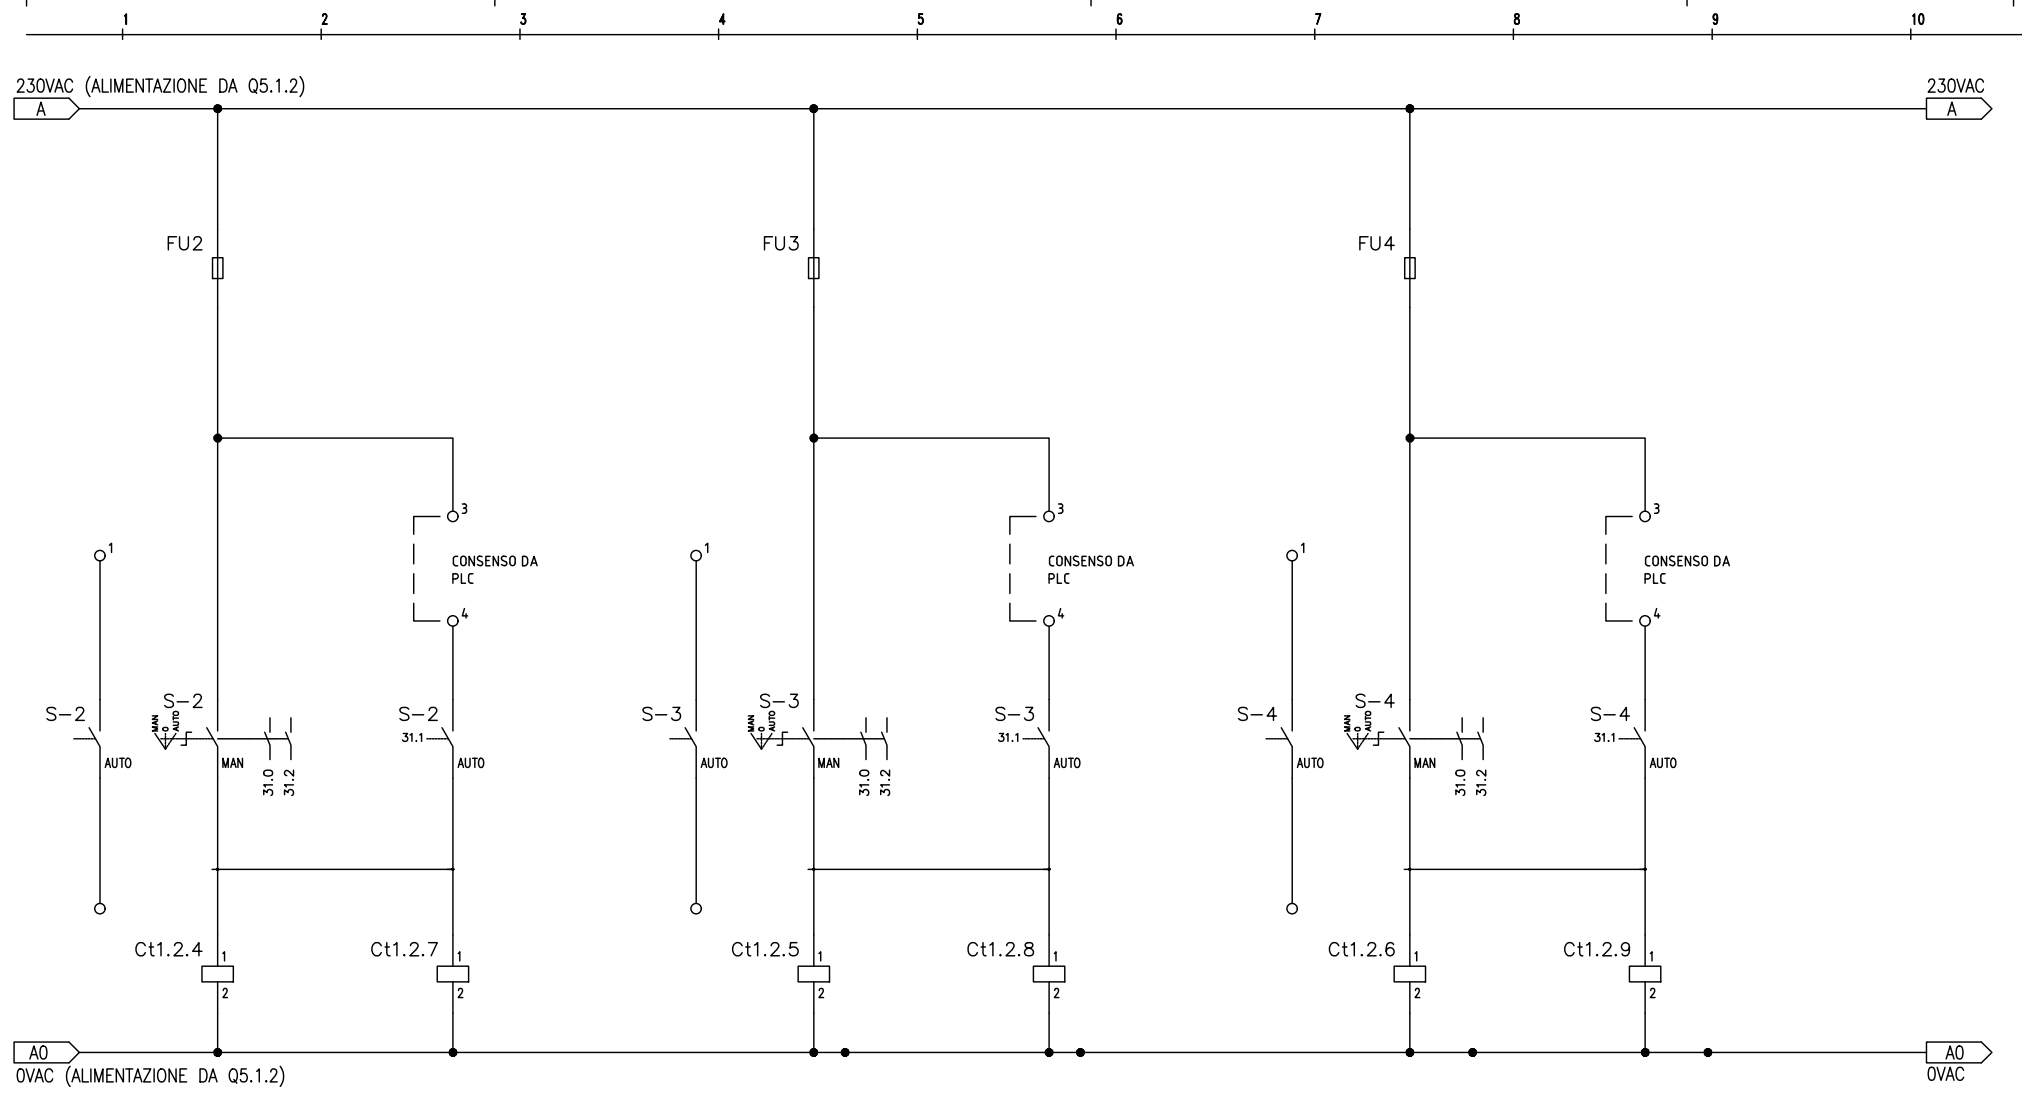 1 2 3 4 5 6 7 8 9 10
230VAC (ALIMENTAZIONE DA Q5.1.2)
230VAC
A
A
FU2
FU3
FU4
3
3
3
1
1
1
CONSENSO DA
PLC
CONSENSO DA
PLC
CONSENSO DA
PLC
4
4
4
S-2
S-2
MAN
0
AUTO
S-2
31.1
AUTO
MAN
AUTO
31.0
31.2
S-3
S-3
MAN
0
AUTO
S-3
31.1
AUTO
MAN
AUTO
31.0
31.2
S-4
S-4
MAN
0
AUTO
S-4
31.1
AUTO
MAN
AUTO
31.0
31.2
Ct1.2.4
1
2
Ct1.2.7
1
2
Ct1.2.5
1
2
Ct1.2.8
1
2
Ct1.2.6
1
2
Ct1.2.9
1
2
A0
A0
0VAC (ALIMENTAZIONE DA Q5.1.2)
0VAC